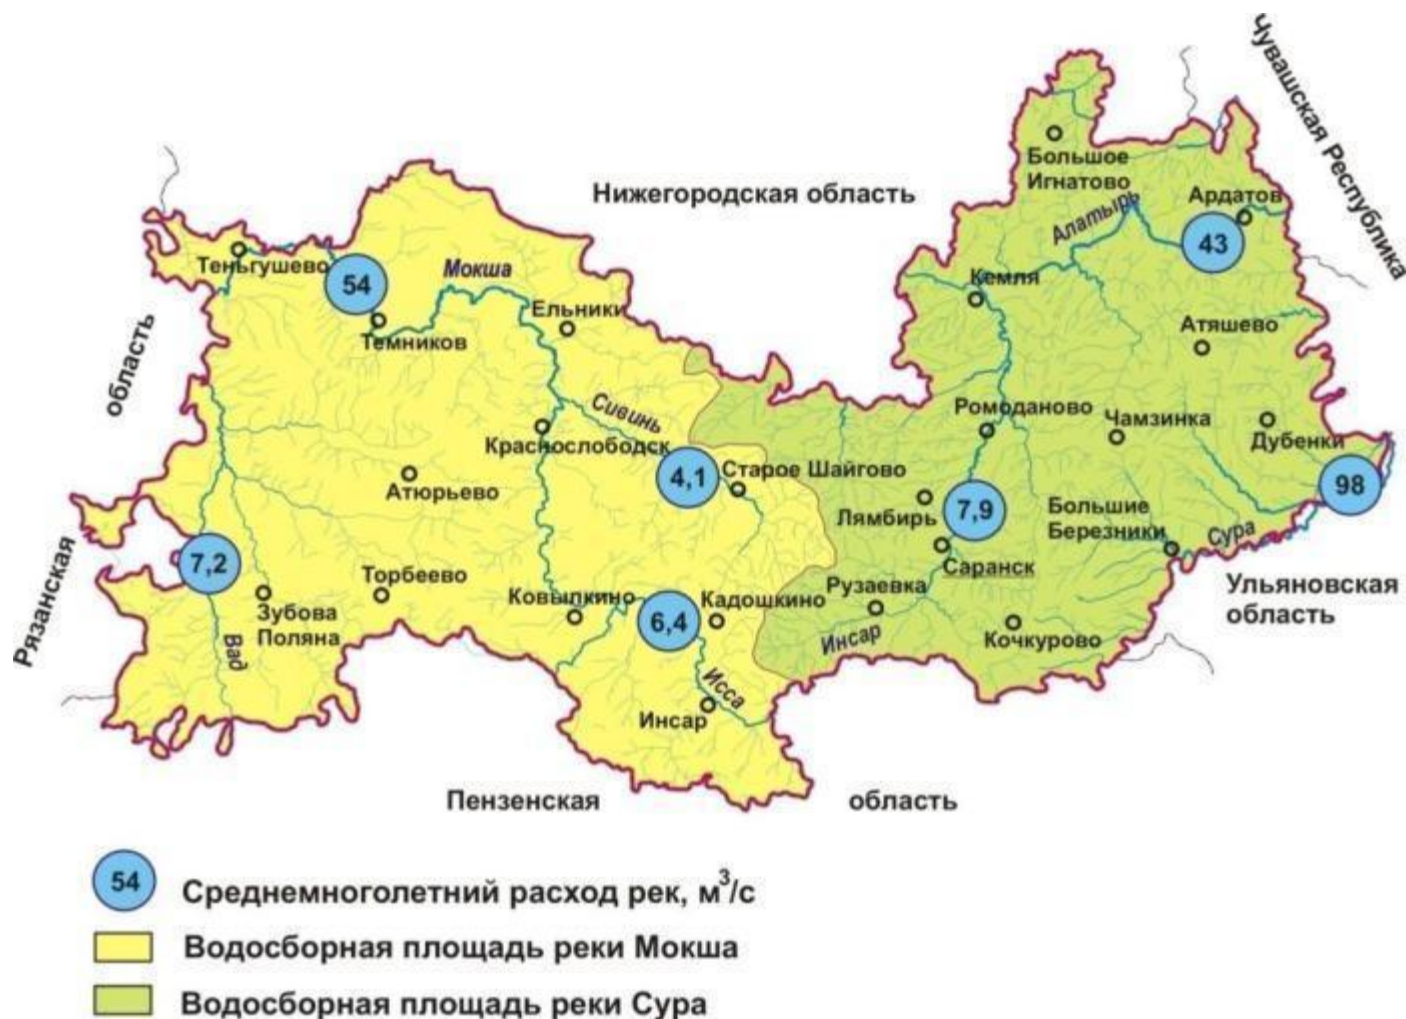 Чувашская Республика
Большое
Игнатово
Нижегородская область
Ардатов
Алатырь
43
Теньгушево
54
Мокша
Кемля
Ельники
Темников
Атяшево
область
Сивинь
Ромоданово
Чамзинка
Краснослободск
Дубенки
4,1
Старое Шайгово
98
Атюрьево
Лямбирь
7,9
Большие
Березники
Сура
Рязанская
7,2
Торбеево
Саранск
Рузаевка
Ульяновская
область
Зубова
Поляна
Ковылкино
6,4
Кадошкино
Инсар
Кочкурово
Вад
Исса
Инсар
Пензенская область
54 Среднемноголетний расход рек, м³/с
Водосборная площадь реки Мокша
Водосборная площадь реки Сура